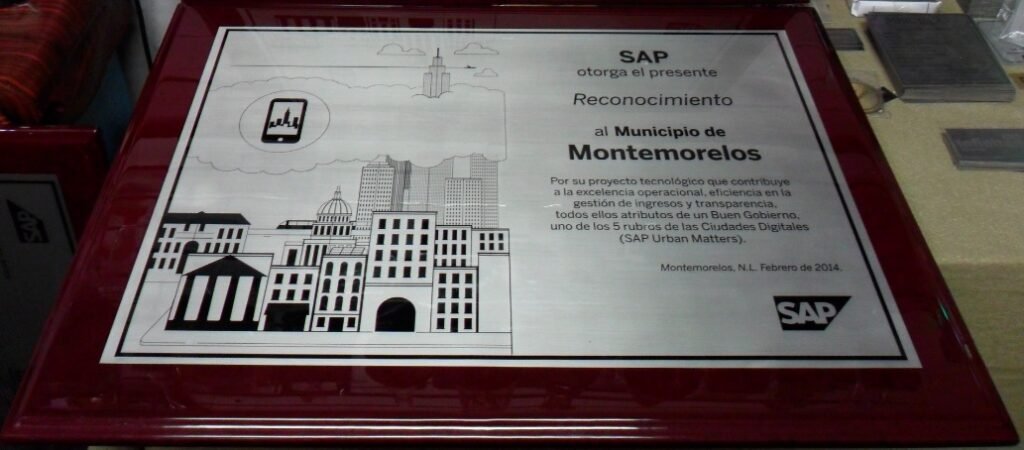 SAP
otorga el presente
Reconocimiento
al Municipio de
Montemorelos
Por su proyecto tecnológico que contribuye
a la excelencia operacional, eficiencia en la
gestión de ingresos y transparencia,
todos ellos atributos de un Buen Gobierno,
uno de los 5 rubros de las Ciudades Digitales
(SAP Urban Matters).
Montemorelos, N.L. Febrero de 2014.
SAP
SAP